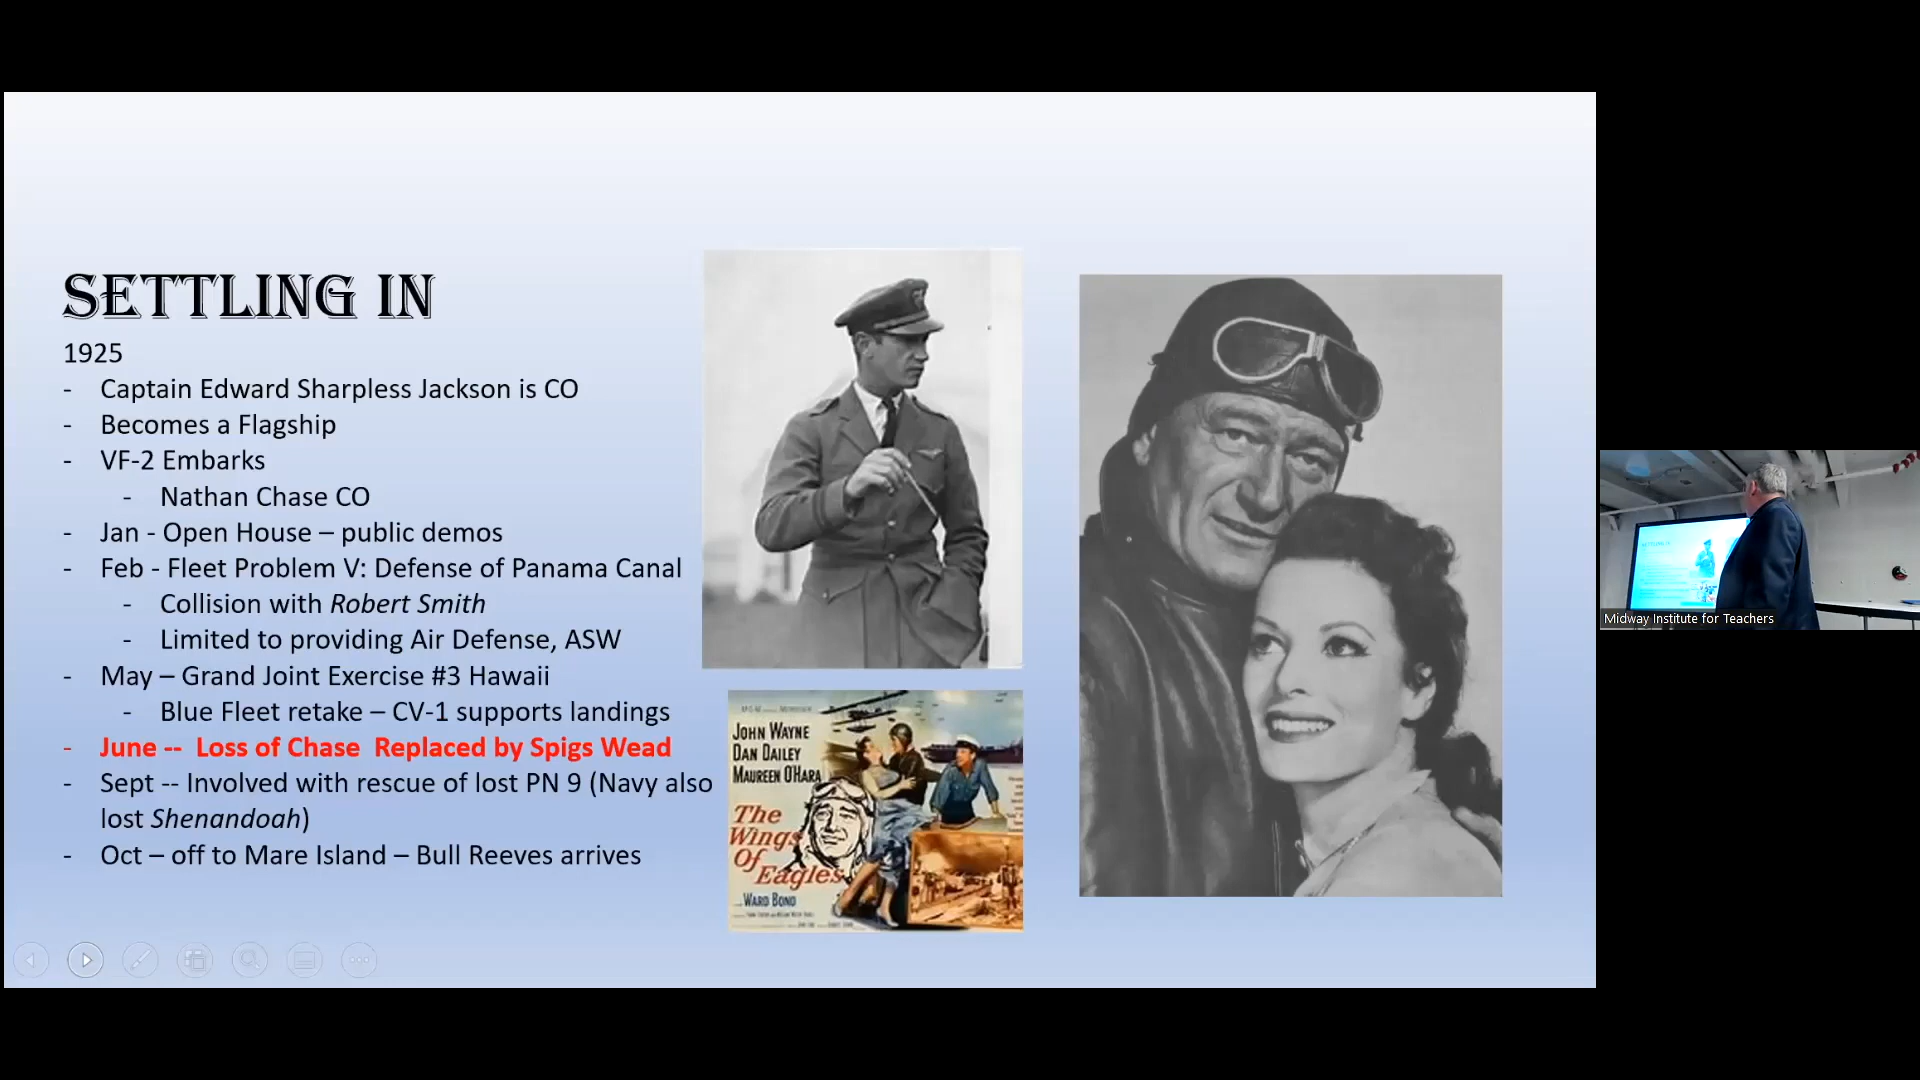 SETTLING IN
1925
- Captain Edward Sharpless Jackson is CO
- Becomes a Flagship
- VF-2 Embarks
- Nathan Chase CO
- Jan - Open House – public demos
- Feb - Fleet Problem V: Defense of Panama Canal
- Collision with Robert Smith
- Limited to providing Air Defense, ASW
- May – Grand Joint Exercise #3 Hawaii
- Blue Fleet retake – CV-1 supports landings
- June -- Loss of Chase Replaced by Spigs Wead
- Sept -- Involved with rescue of lost PN 9 (Navy also
lost Shenandoah)
- Oct – off to Mare Island – Bull Reeves arrives
JOHN WAYNE
DAN DAILEY
MAUREEN O'HARA
The
Wings
Of
Eagles
WARD BOND
Midway Institute for Teachers